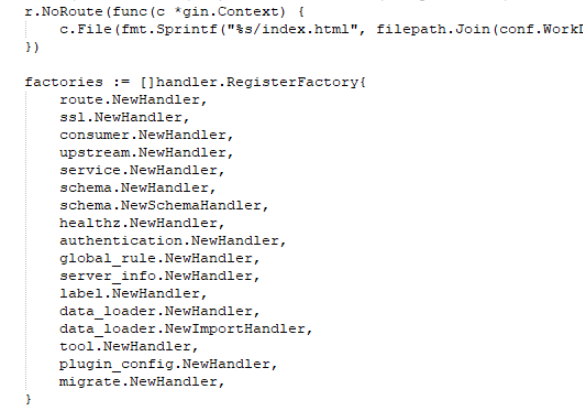 r.NoRoute(func(c *gin.Context) {
    c.File(fmt.Sprintf("%s/index.html", filepath.Join(conf.Work
})
factories := []handler.RegisterFactory{
    route.NewHandler,
    ssl.NewHandler,
    consumer.NewHandler,
    upstream.NewHandler,
    service.NewHandler,
    schema.NewHandler,
    schema.NewSchemaHandler,
    healthz.NewHandler,
    authentication.NewHandler,
    global_rule.NewHandler,
    server_info.NewHandler,
    label.NewHandler,
    data_loader.NewHandler,
    data_loader.NewImportHandler,
    tool.NewHandler,
    plugin_config.NewHandler,
    migrate.NewHandler,
}